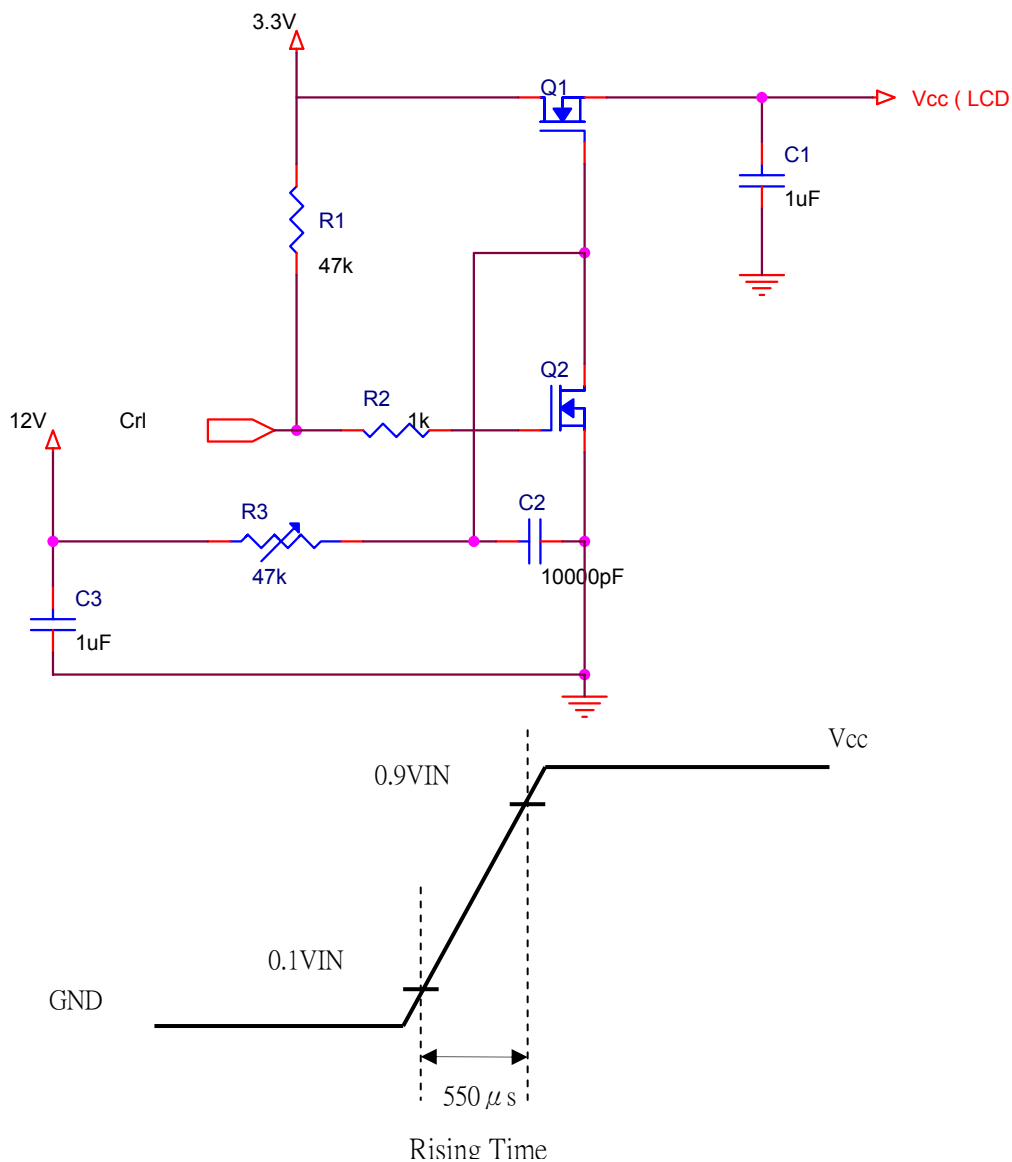 3.3V
Q1
Vcc ( LCD
C1
1uF
R1
47k
Q2
R2
1k
12V
Crl
R3
47k
C2
10000pF
C3
1uF
Vcc
0.9VIN
0.1VIN
GND
550 μ s
Rising Time